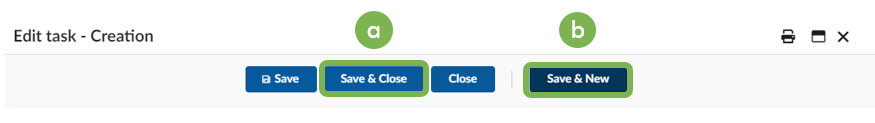 a
b
Edit task - Creation
Save
Save & Close
Close
Save & New